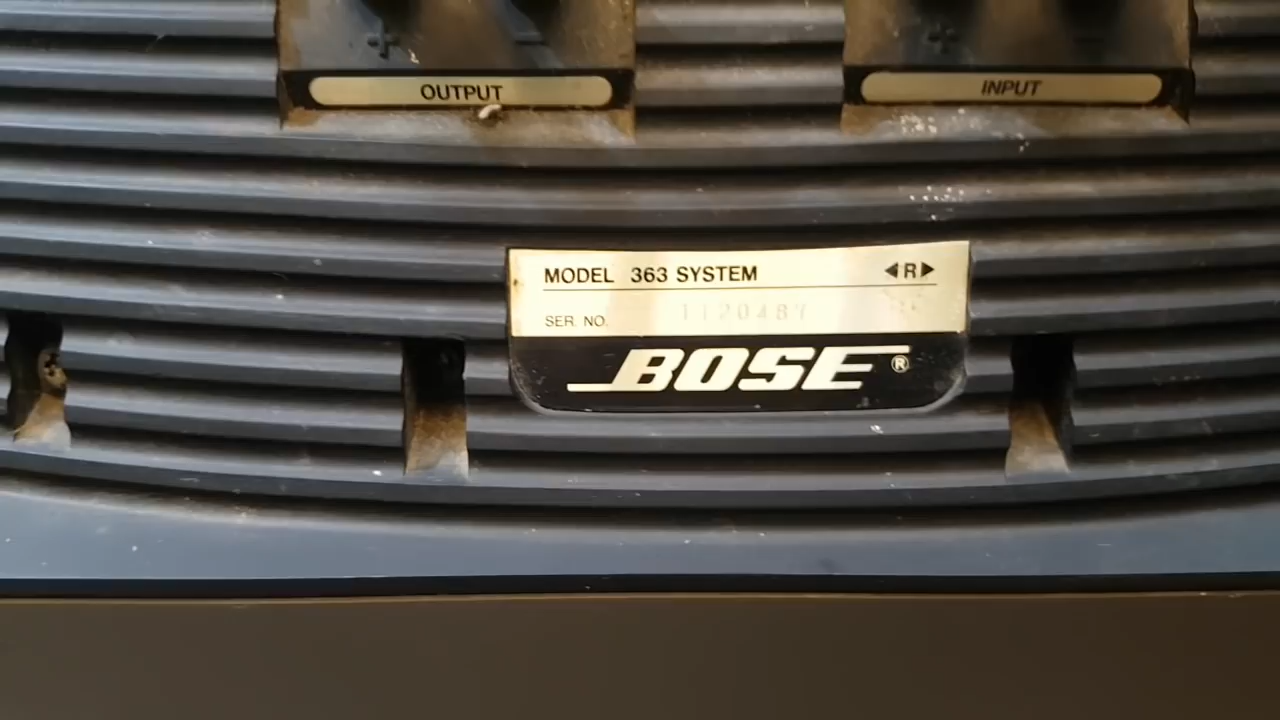 OUTPUT
INPUT
MODEL 363 SYSTEM ◀R▶
SER. NO.
BOSE®